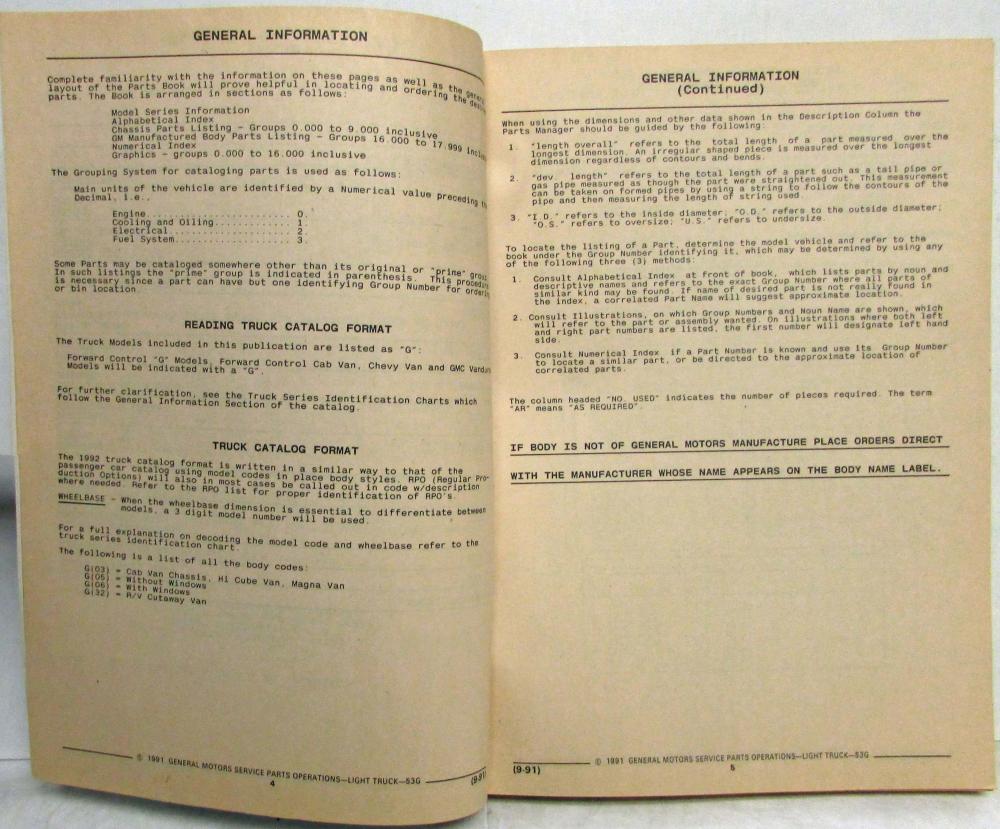 GENERAL INFORMATION
Complete familiarity with the information on these pages as well as the general
layout of the Parts Book will prove helpful in locating and ordering the
parts. The Book is arranged in sections as follows:
Model Series Information
Alphabetical Index
Chassis Parts Listing - Groups 0.000 to 9.000 inclusive
GM Manufactured Body Parts Listing - Groups 16.000 to 17.999
Numerical Index
Graphics - groups 0.000 to 16.000 inclusive
The Grouping System for cataloging parts is used as follows:
Main units of the vehicle are identified by a Numerical value preceding
Decimal, i.e.,
Engine.................... 0.
Cooling and Oiling............. 1.
Electrical..................... 2.
Fuel System.................... 3.
Some Parts may be cataloged somewhere other than its original or "prime"
In such listings the "prime" group is indicated in parenthesis. This
is necessary since a part can have but one identifying Group Number for
or bin location.
READING TRUCK CATALOG FORMAT
The Truck Models included in this publication are listed as "G":
Forward Control "G" Models, Forward Control Cab Van, Chevy Van and GMC
Models will be indicated with a "G".
For further clarification, see the Truck Series Identification Charts which
follow the General Information Section of the catalog.
TRUCK CATALOG FORMAT
The 1992 truck catalog format is written in a similar way to that of the
passenger car catalog using model codes in place body styles. RPO (Regular Pro-
duction Options) will also in most cases be called out in code w/description
where needed. Refer to the RPO list for proper identification of RPO's.
WHEELBASE - When the wheelbase dimension is essential to differentiate between
models, a 3 digit model number will be used.
For a full explanation on decoding the model code and wheelbase refer to the
truck series identification chart.
The following is a list of all the body codes:
G(03) = Cab Van Chassis, Hi Cube Van, Magna Van
G(05) = Without Windows
G(06) = With Windows
G(32) = R/V Cutaway Van
© 1991 GENERAL MOTORS SERVICE PARTS OPERATIONS—LIGHT TRUCK—53G
4
(9-91)
GENERAL INFORMATION
(Continued)
When using the dimensions and other data shown in the Description Column the
Parts Manager should be guided by the following:
1. "length overall" refers to the total length of a part measured over the
longest dimension. An irregular shaped piece is measured over the longest
dimension regardless of contours and bends.
2. "dev. length" refers to the total length of a part such as a tail pipe or
gas pipe measured as though the part were straightened out. This measurement
can be taken on formed pipes by using a string to follow the contours of the
pipe and then measuring the length of string used.
3. "I.D." refers to the inside diameter; "O.D." refers to the outside diameter;
"O.S." refers to oversize; "U.S." refers to undersize.
To locate the listing of a Part, determine the model vehicle and refer to the
book under the Group Number identifying it, which may be determined by using any
of the following three (3) methods:
1. Consult Alphabetical Index at front of book, which lists parts by noun and
descriptive names and refers to the exact Group Number where all parts of
similar kind may be found. If name of desired part is not really found in
the index, a correlated Part Name will suggest approximate location.
2. Consult Illustrations, on which Group Numbers and Noun Name are shown, which
will refer to the part or assembly wanted. On illustrations where both left
and right part numbers are listed, the first number will designate left hand
side.
3. Consult Numerical Index if a Part Number is known and use its Group Number
to locate a similar part, or be directed to the approximate location of
correlated parts.
The column headed "NO. USED" indicates the number of pieces required. The term
"AR" means "AS REQUIRED".
IF BODY IS NOT OF GENERAL MOTORS MANUFACTURE PLACE ORDERS DIRECT
WITH THE MANUFACTURER WHOSE NAME APPEARS ON THE BODY NAME LABEL.
(9-91)
© 1991 GENERAL MOTORS SERVICE PARTS OPERATIONS—LIGHT TRUCK—53G
5